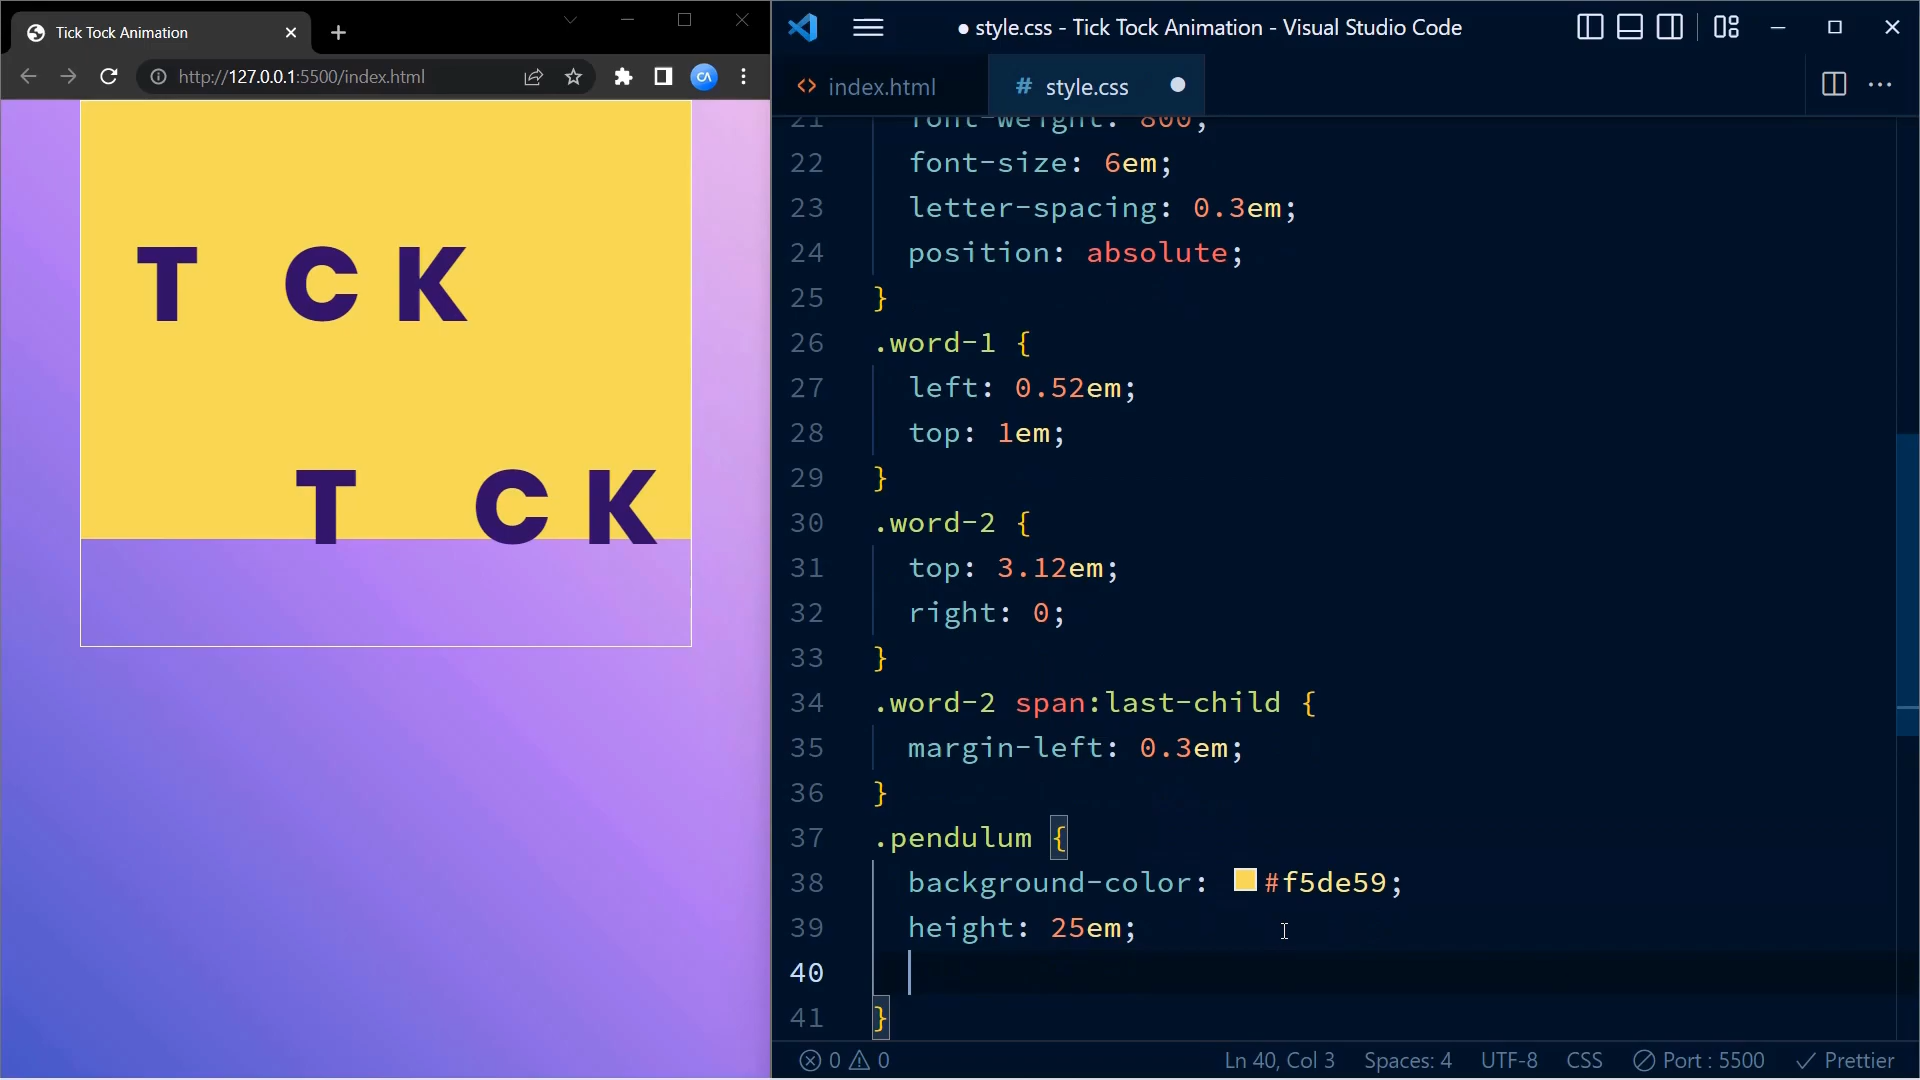 Tick Tock Animation
http://127.0.0.1:5500/index.html
CA
T CK
T CK
● style.css - Tick Tock Animation - Visual Studio Code
<> index.html
# style.css
21 font-weight: 800;
22 font-size: 6em;
23 letter-spacing: 0.3em;
24 position: absolute;
25 }
26 .word-1 {
27 left: 0.52em;
28 top: 1em;
29 }
30 .word-2 {
31 top: 3.12em;
32 right: 0;
33 }
34 .word-2 span:last-child {
35 margin-left: 0.3em;
36 }
37 .pendulum {
38 background-color: #f5de59;
39 height: 25em;
40
41 }
0 0 Ln 40, Col 3 Spaces: 4 UTF-8 CSS Port : 5500 Prettier